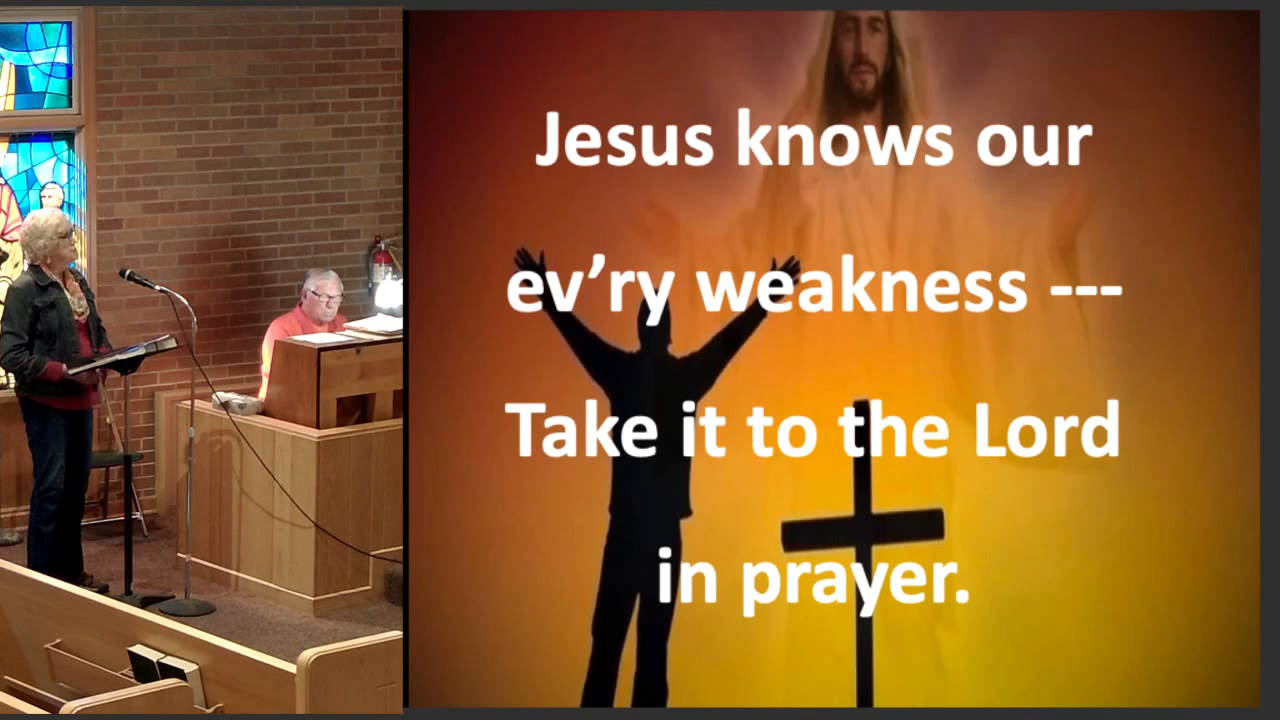 Jesus knows our
ev’ry weakness ---
Take it to the Lord
in prayer.